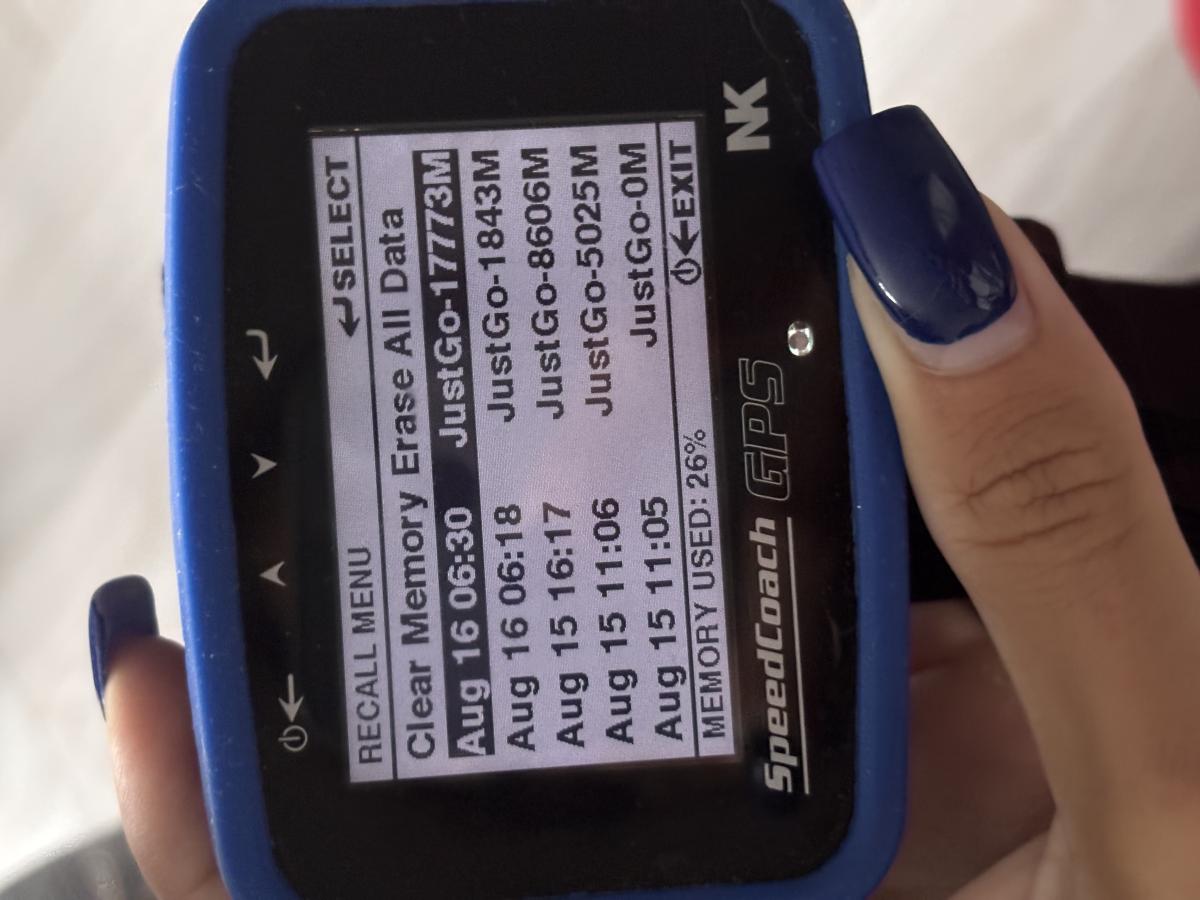 RECALL MENU ↵SELECT
Clear Memory Erase All Data
Aug 16 06:30 JustGo-17773M
Aug 16 06:18 JustGo-1843M
Aug 15 16:17 JustGo-8606M
Aug 15 11:06 JustGo-5025M
Aug 15 11:05 JustGo-0M
MEMORY USED: 26% ⏻←EXIT
SpeedCoach GPS NK